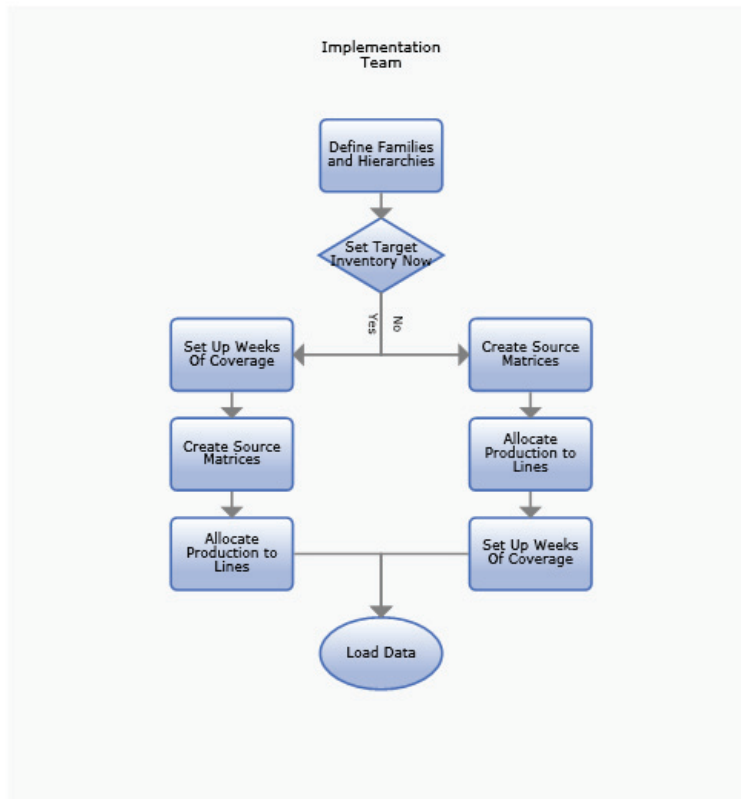 Implementation
Team
Define Families
and Hierarchies
Set Target
Inventory Now
Yes
No
Set Up Weeks
Of Coverage
Create Source
Matrices
Create Source
Matrices
Allocate
Production to
Lines
Allocate
Production to
Lines
Set Up Weeks
Of Coverage
Load Data